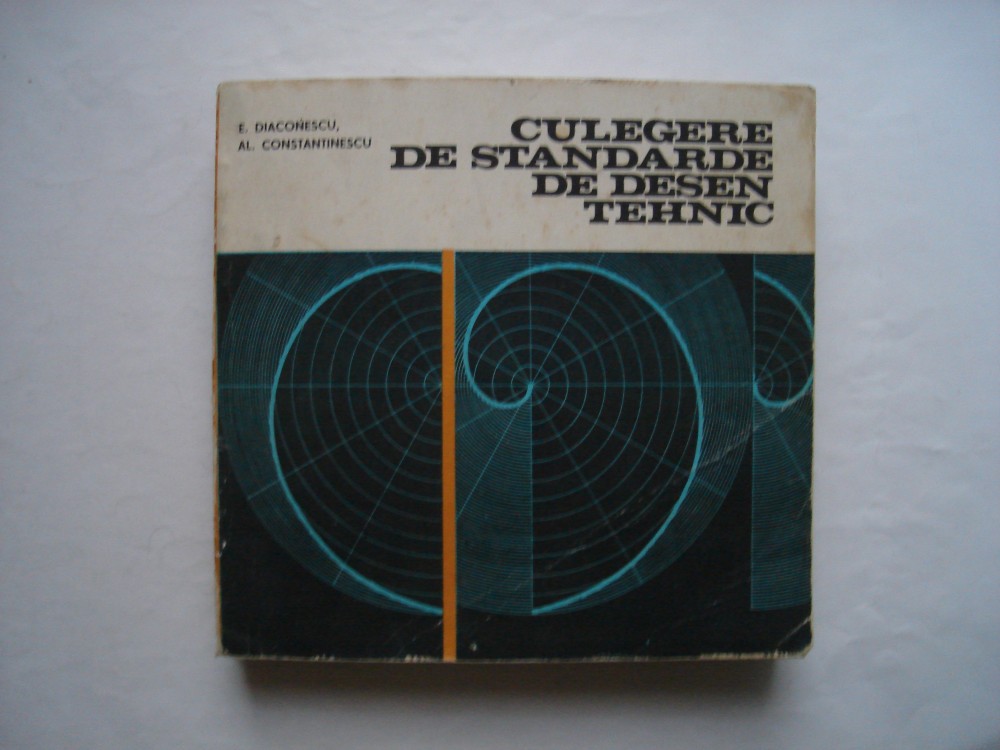 E. DIACONESCU,
AL. CONSTANTINESCU
CULEGERE
DE STANDARDE
DE DESEN
TEHNIC